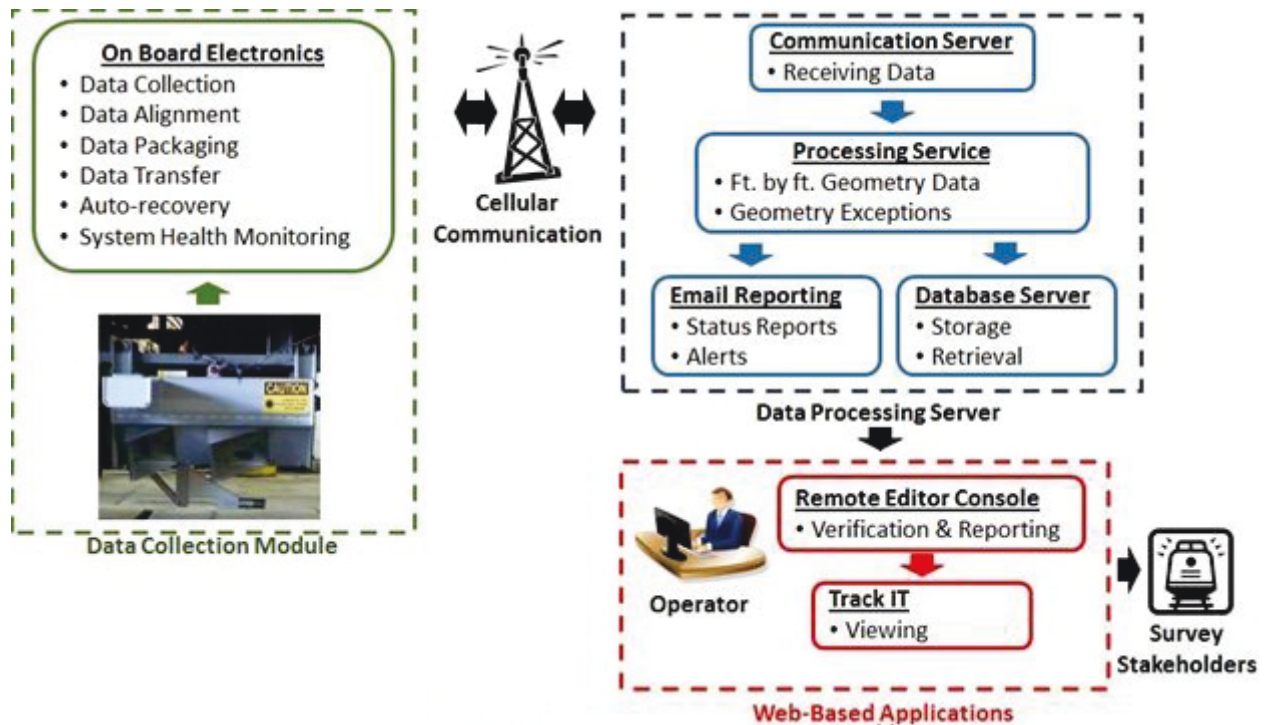 On Board Electronics
• Data Collection
• Data Alignment
• Data Packaging
• Data Transfer
• Auto-recovery
• System Health Monitoring
CAUTION
Data Collection Module
Cellular
Communication
Communication Server
• Receiving Data
Processing Service
• Ft. by ft. Geometry Data
• Geometry Exceptions
Email Reporting
• Status Reports
• Alerts
Database Server
• Storage
• Retrieval
Data Processing Server
Operator
Remote Editor Console
• Verification & Reporting
Track IT
• Viewing
Web-Based Applications
Survey
Stakeholders